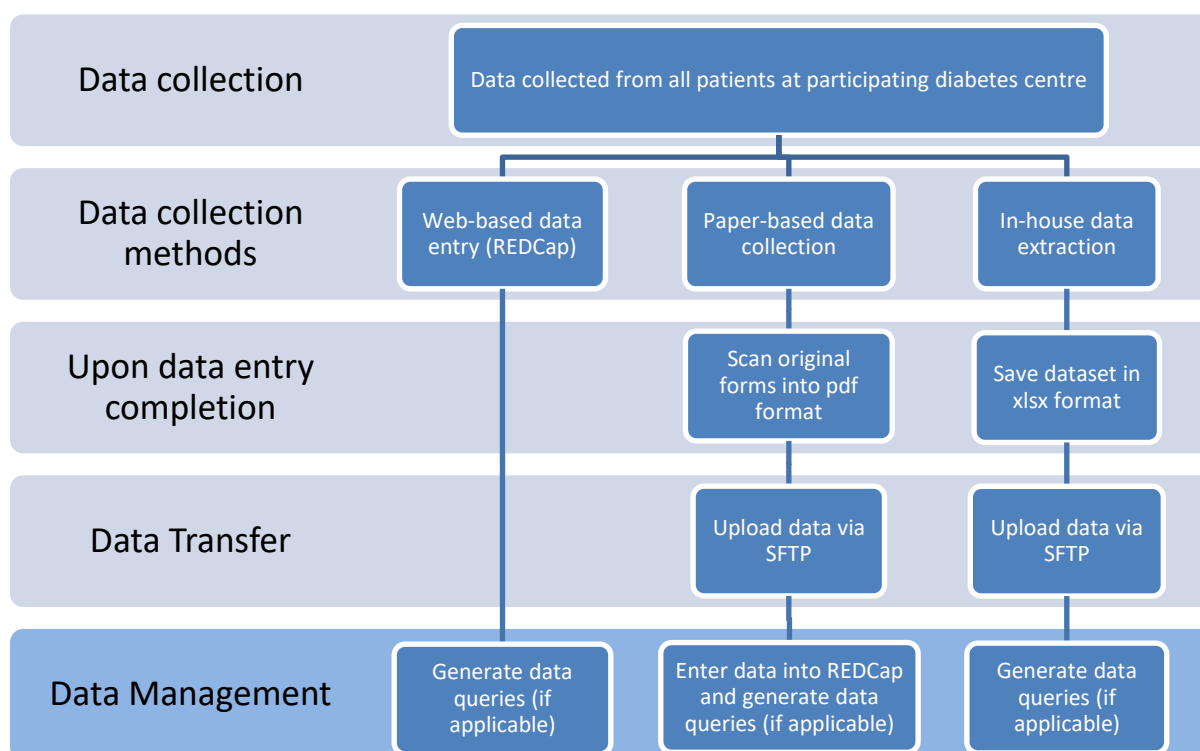 Data collection
Data collected from all patients at participating diabetes centre
Data collection
methods
Web-based data
entry (REDCap)
Paper-based data
collection
In-house data
extraction
Upon data entry
completion
Scan original
forms into pdf
format
Save dataset in
xlsx format
Data Transfer
Upload data via
SFTP
Upload data via
SFTP
Data Management
Generate data
queries (if
applicable)
Enter data into REDCap
and generate data
queries (if applicable)
Generate data
queries (if
applicable)